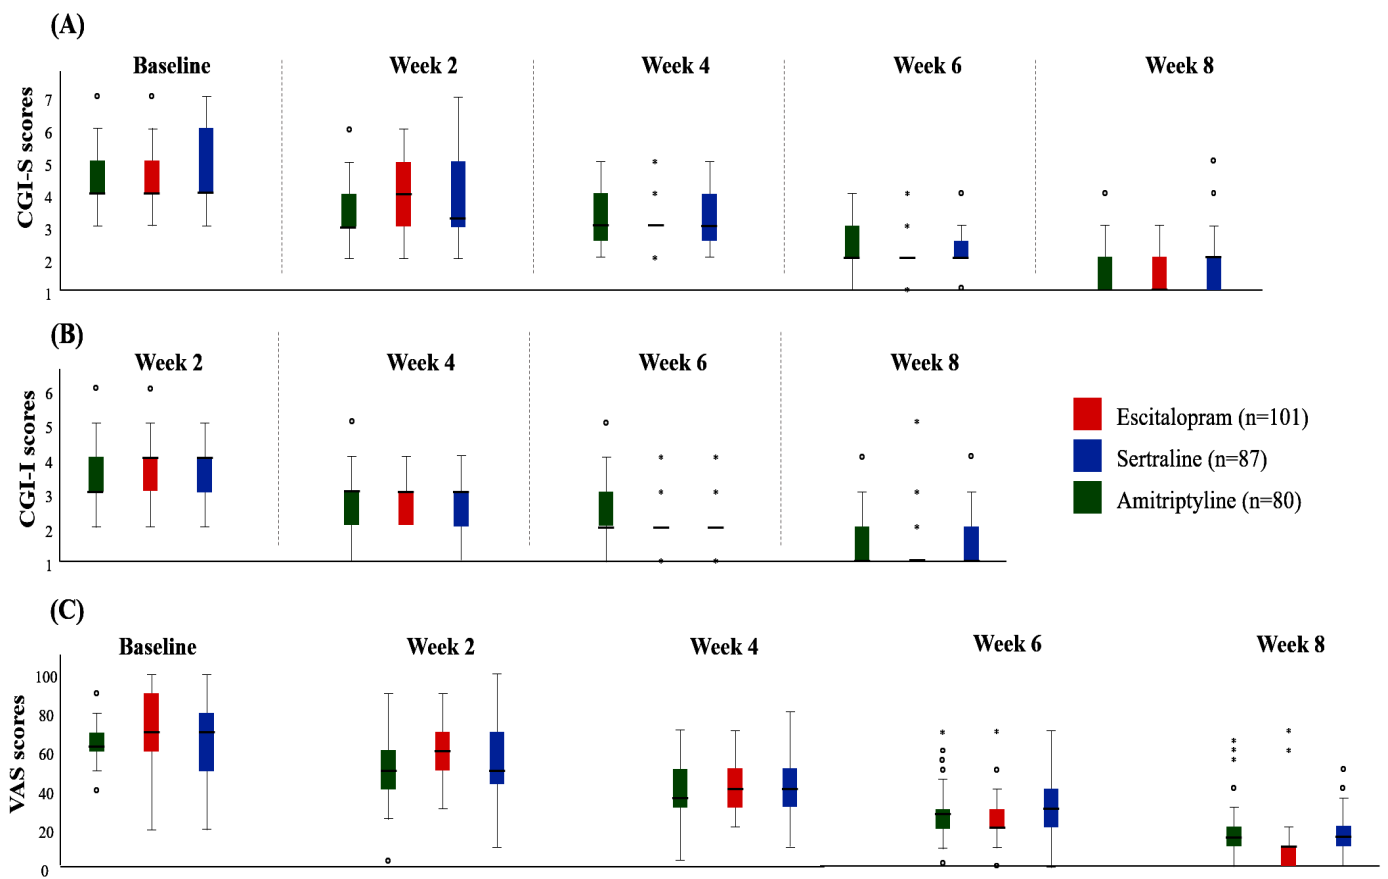 (A)
Baseline Week 2 Week 4 Week 6 Week 8
CGI-S scores
7
6
5
4
3
2
1
(B)
Week 2 Week 4 Week 6 Week 8
CGI-I scores
6
5
4
3
2
1
Escitalopram (n=101)
Sertraline (n=87)
Amitriptyline (n=80)
(C)
Baseline Week 2 Week 4 Week 6 Week 8
VAS scores
100
80
60
40
20
0